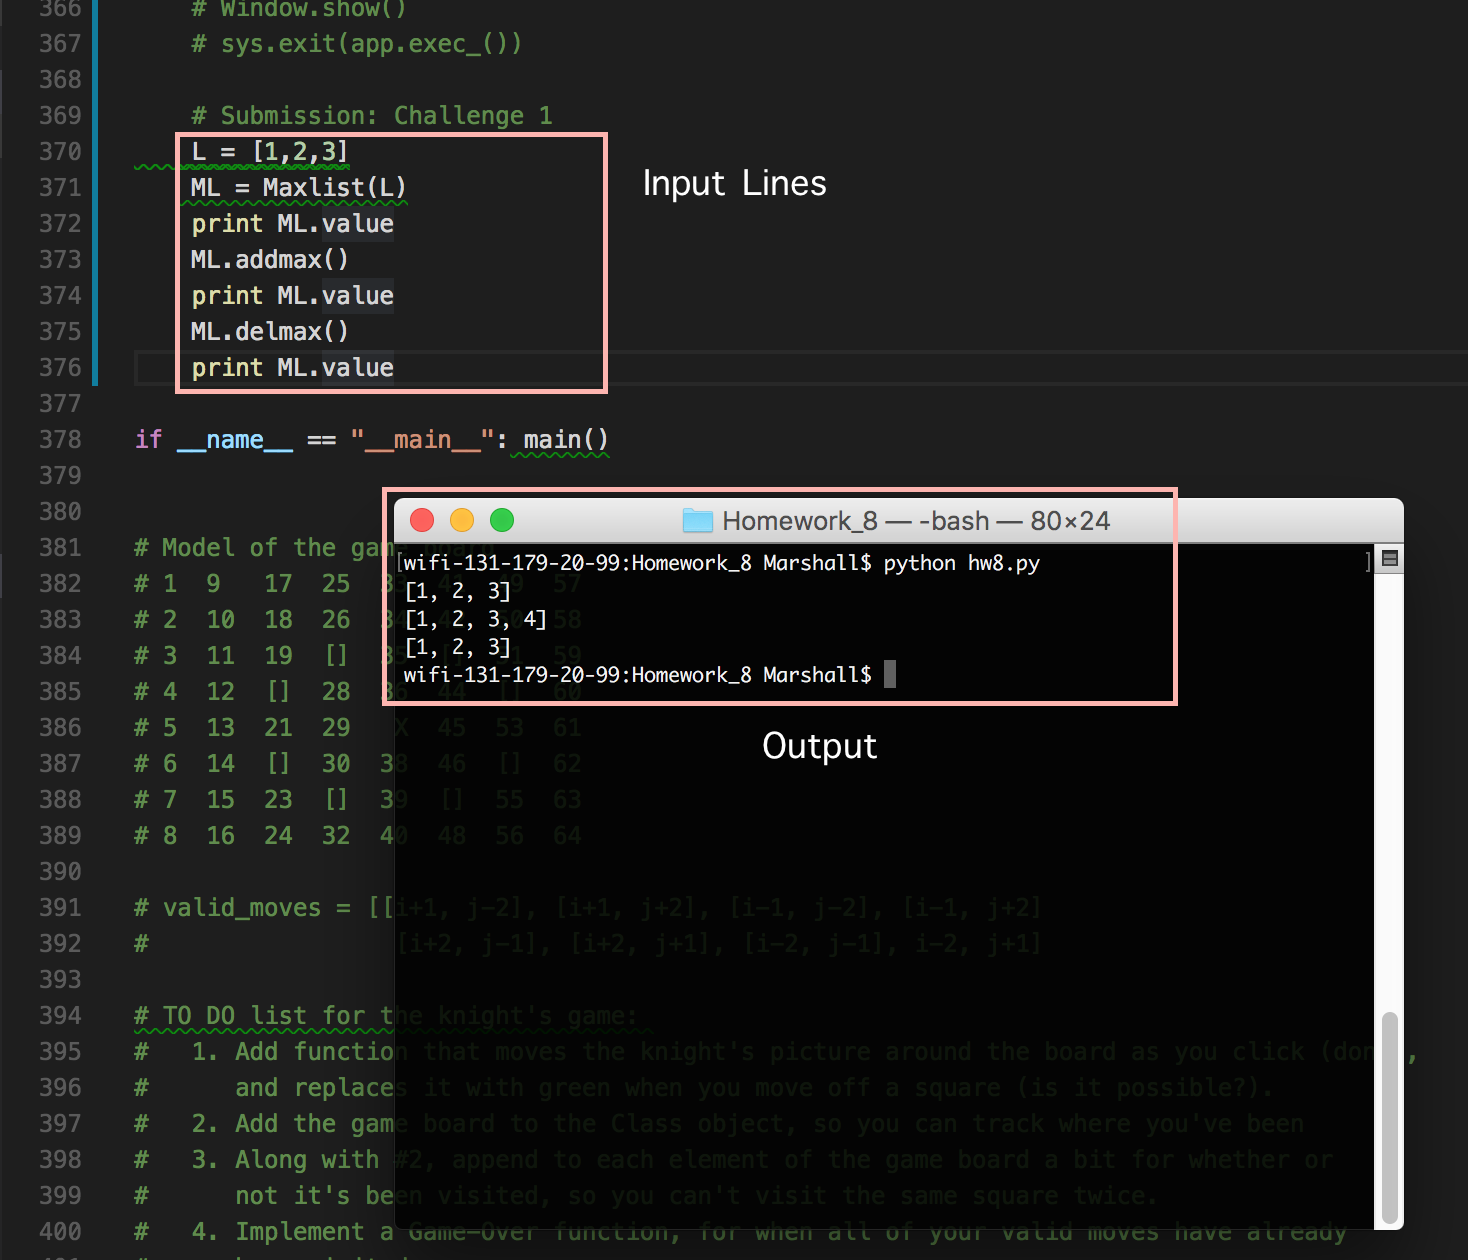 366 # Window.show()
367 # sys.exit(app.exec_())
368
369 # Submission: Challenge 1
370 L = [1,2,3]
371 ML = Maxlist(L)
372 print ML.value
373 ML.addmax()
374 print ML.value
375 ML.delmax()
376 print ML.value
Input Lines
377
378 if __name__ == "__main__": main()
379
380
Homework_8 — -bash — 80×24
wifi-131-179-20-99:Homework_8 Marshall$ python hw8.py
[1, 2, 3]
[1, 2, 3, 4]
[1, 2, 3]
wifi-131-179-20-99:Homework_8 Marshall$
Output
381 # Model of the game board
382 # 1 9 17 25 33 41 49 57
383 # 2 10 18 26 34 50 58
384 # 3 11 19 [] 35 59
385 # 4 12 [] 28 36 44 [] 60
386 # 5 13 21 29 X 45 53 61
387 # 6 14 [] 30 38 46 [] 62
388 # 7 15 23 [] 39 [] 55 63
389 # 8 16 24 32 40 48 56 64
390
391 # valid_moves = [[i+1, j-2], [i+1, j+2], [i-1, j-2], [i-1, j+2]
392 # [i+2, j-1], [i+2, j+1], [i-2, j-1], i-2, j+1]
393
394 # TO DO list for the knight's game:
395 # 1. Add function that moves the knight's picture around the board as you click (don ,
396 # and replaces it with green when you move off a square (is it possible?).
397 # 2. Add the game board to the Class object, so you can track where you've been
398 # 3. Along with #2, append to each element of the game board a bit for whether or
399 # not it's been visited, so you can't visit the same square twice.
400 # 4. Implement a Game-Over function, for when all of your valid moves have already